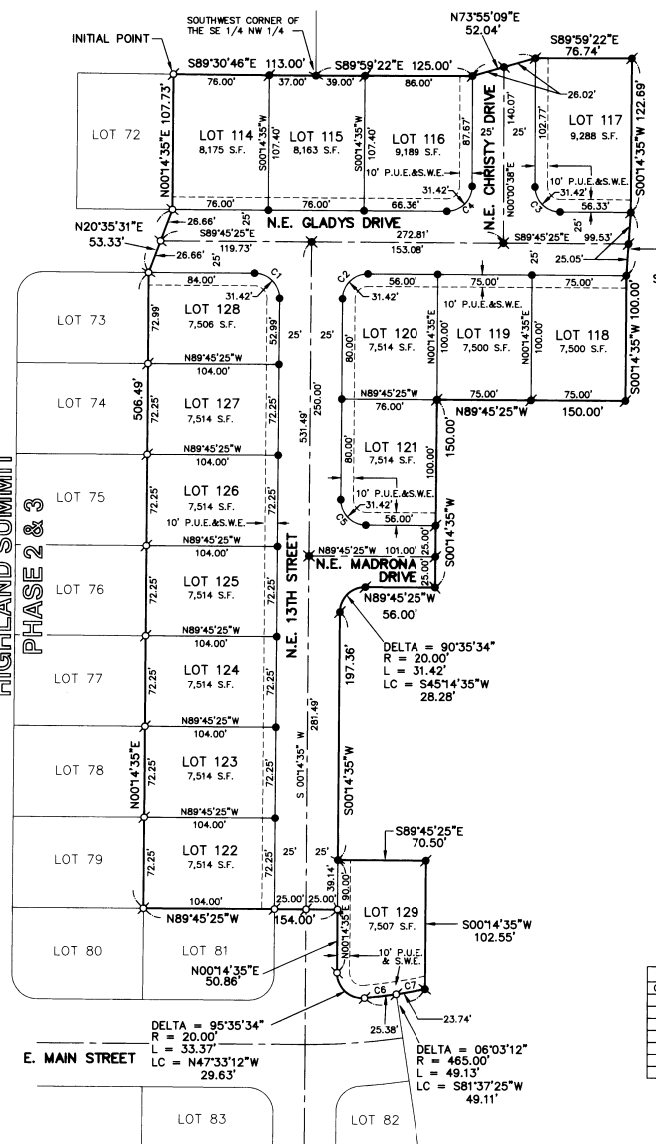 SOUTHWEST CORNER OF
THE SE 1/4 NW 1/4
N73°55'09"E
52.04'
INITIAL POINT
S89°30'46"E 113.00'
S89°59'22"E 125.00'
S89°59'22"E
76.74'
76.00'
37.00'
39.00'
86.00'
26.02'
LOT 72
N00°14'35"E 107.73'
LOT 114
8,175 S.F.
S00°14'35"W
107.40'
LOT 115
8,163 S.F.
S00°14'35"W
107.40'
LOT 116
9,189 S.F.
87.67'
25'
N.E. CHRISTY DRIVE
140.07'
N00°00'38"E
25'
102.77'
LOT 117
9,288 S.F.
S00°14'35"W 122.69'
10' P.U.E.&S.W.E.
10' P.U.E.&S.W.E.
31.42'
C4
C3
31.42'
76.00'
76.00'
66.36'
56.33'
N20°35'31"E
53.33'
26.66'
25'
N.E. GLADYS DRIVE
25'
S89°45'25"E
119.73'
272.81'
153.08'
S89°45'25"E
99.53'
26.66'
25'
25'
25.05'
84.00'
C1
C2
56.00'
75.00'
75.00'
31.42'
31.42'
10' P.U.E.&S.W.E.
LOT 73
72.99'
LOT 128
7,506 S.F.
52.99'
25'
25'
80.00'
LOT 120
7,514 S.F.
N00°14'35"E
100.00'
LOT 119
7,500 S.F.
N00°14'35"E
100.00'
LOT 118
7,500 S.F.
S00°14'35"W 100.00'
N89°45'25"W
104.00'
LOT 74
506.49'
72.25'
LOT 127
7,514 S.F.
72.25'
250.00'
531.49'
N89°45'25"W
76.00'
75.00'
75.00'
N89°45'25"W
150.00'
80.00'
LOT 121
7,514 S.F.
100.00'
150.00'
N89°45'25"W
104.00'
HIGHLAND SUMMIT
PHASE 2 & 3
LOT 75
72.25'
LOT 126
7,514 S.F.
72.25'
10' P.U.E.&S.W.E.
10' P.U.E.&S.W.E.
31.42'
C5
56.00'
S00°14'35"W
N89°45'25"W
104.00'
N89°45'25"W 101.00'
25.00'
N.E. MADRONA
DRIVE
25.00'
N89°45'25"W
56.00'
LOT 76
72.25'
LOT 125
7,514 S.F.
72.25'
N.E. 13TH STREET
N89°45'25"W
104.00'
DELTA = 90°35'34"
R = 20.00'
L = 31.42'
LC = S45°14'35"W
28.28'
LOT 77
72.25'
LOT 124
7,514 S.F.
72.25'
197.36'
N89°45'25"W
104.00'
LOT 78
N00°14'35"E
72.25'
LOT 123
7,514 S.F.
72.25'
S 00°14'35" W
281.49'
S00°14'35"W
N89°45'25"W
104.00'
S89°45'25"E
70.50'
LOT 79
72.25'
LOT 122
7,514 S.F.
72.25'
25'
25'
39.14'
N00°14'35"E 90.00'
104.00'
25.00'
25.00'
N89°45'25"W
154.00'
LOT 129
7,507 S.F.
S00°14'35"W
102.55'
LOT 80
LOT 81
N00°14'35"E
50.86'
10' P.U.E.
& S.W.E.
C6
C7
25.38'
23.74'
DELTA = 95°35'34"
R = 20.00'
L = 33.37'
LC = N47°33'12"W
29.63'
E. MAIN STREET
DELTA = 06°03'12"
R = 465.00'
L = 49.13'
LC = S81°37'25"W
49.11'
LOT 83
LOT 82